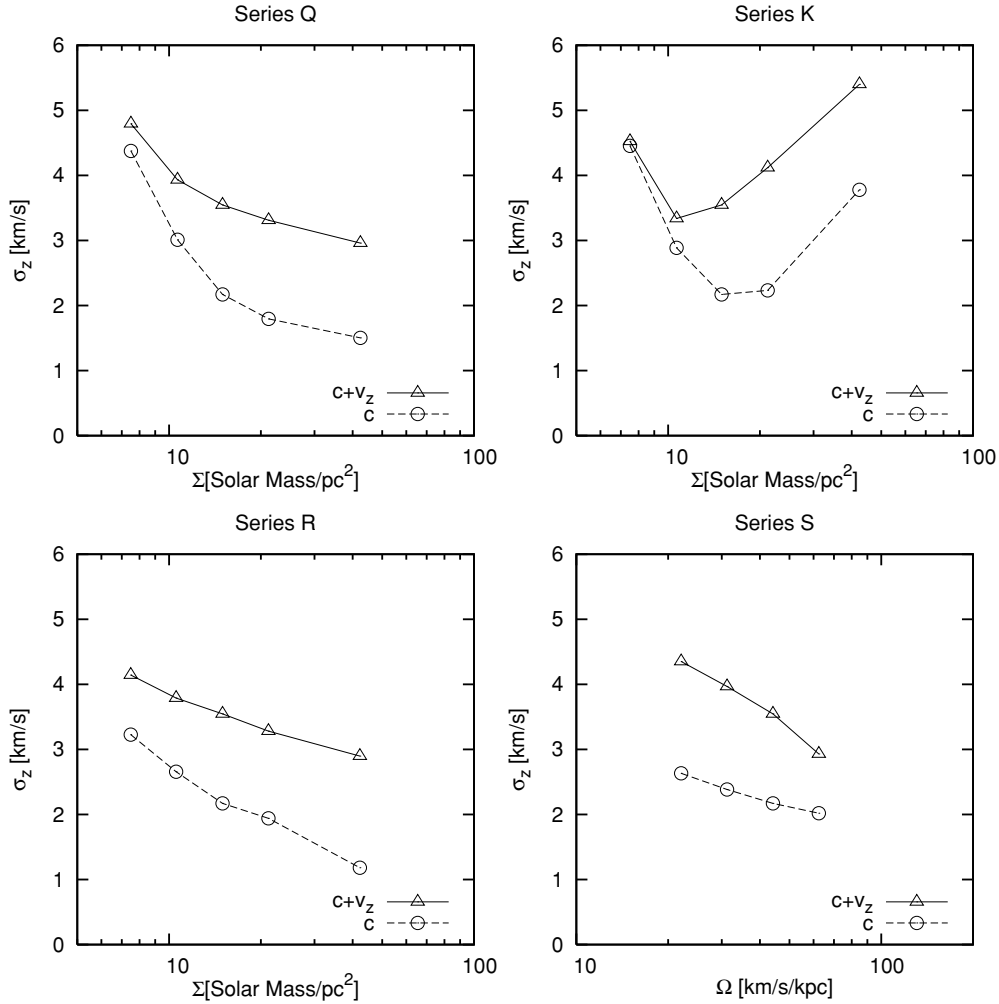 Series Q
6
5
4
3
2
1
0
σz [km/s]
c+vz
c
10
100
Σ[Solar Mass/pc2]
Series K
6
5
4
3
2
1
0
σz [km/s]
c+vz
c
10
100
Σ[Solar Mass/pc2]
Series R
6
5
4
3
2
1
0
σz [km/s]
c+vz
c
10
100
Σ[Solar Mass/pc2]
Series S
6
5
4
3
2
1
0
σz [km/s]
c+vz
c
10
100
Ω [km/s/kpc]